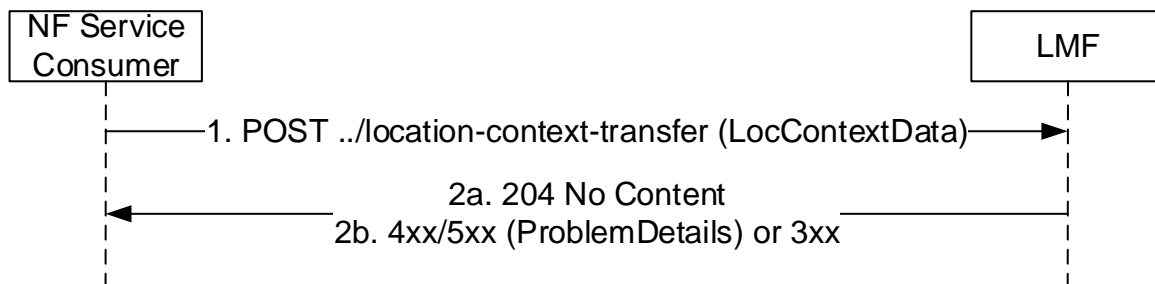 NF Service
Consumer
LMF
1. POST ../location-context-transfer (LocContextData)
2a. 204 No Content
2b. 4xx/5xx (ProblemDetails) or 3xx